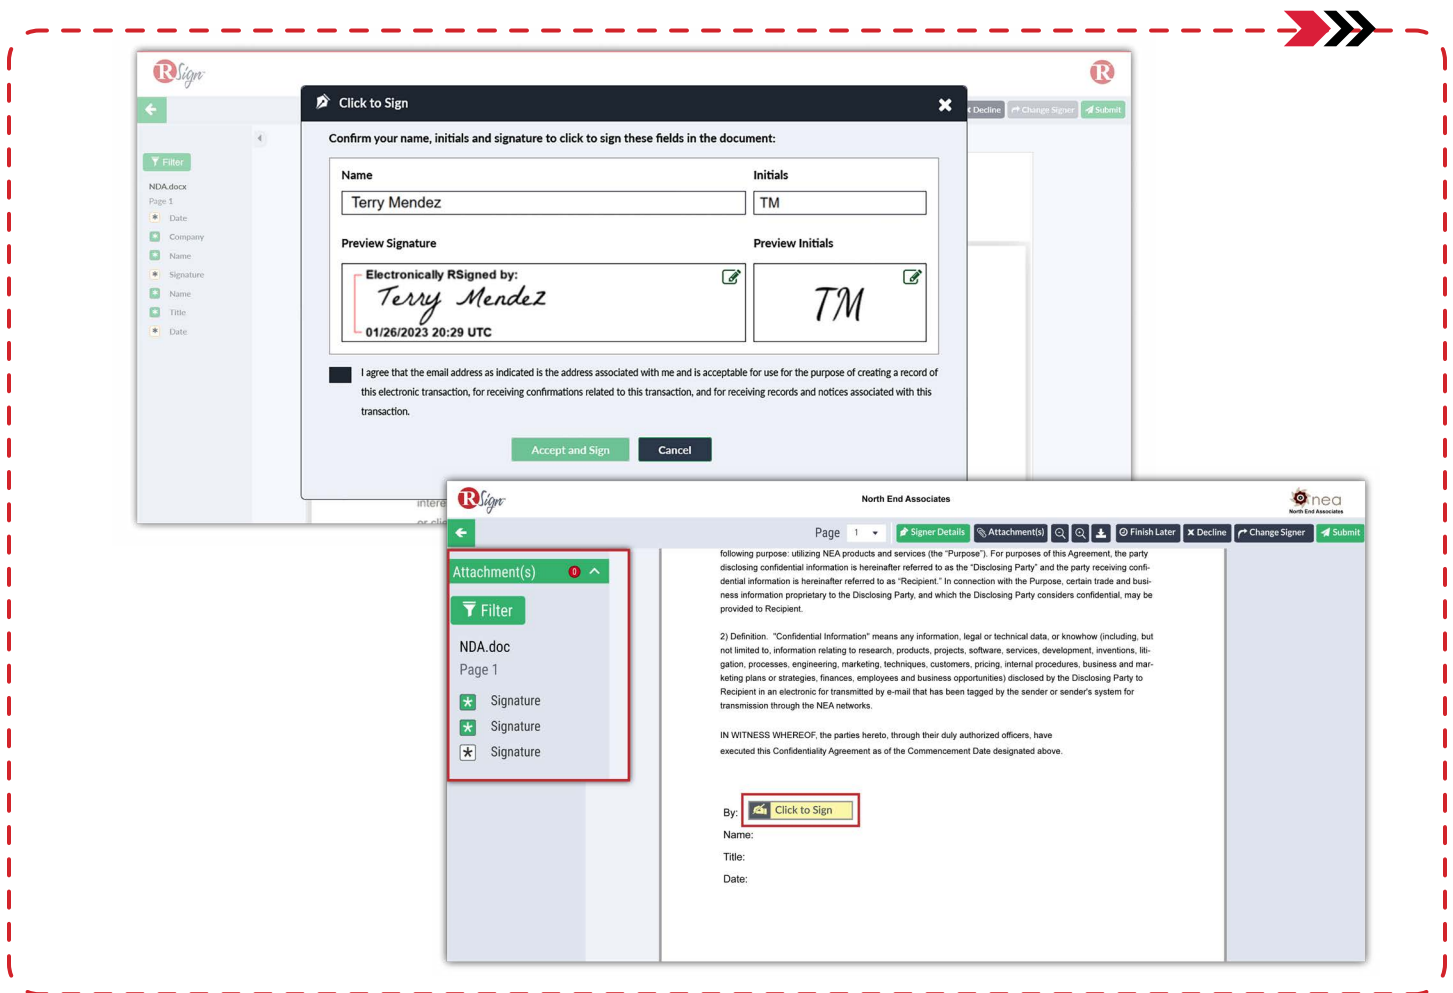 RSign
R
Decline
Change Signer
Submit
Filter
NDA.docx
Page 1
Date
Company
Name
Signature
Name
Title
Date
Click to Sign
Confirm your name, initials and signature to click to sign these fields in the document:
Name
Initials
Terry Mendez
TM
Preview Signature
Preview Initials
Electronically RSigned by:
Terry Mendez
01/26/2023 20:29 UTC
TM
I agree that the email address as indicated is the address associated with me and is acceptable for use for the purpose of creating a record of
this electronic transaction, for receiving confirmations related to this transaction, and for receiving records and notices associated with this
transaction.
Accept and Sign
Cancel
RSign
North End Associates
nea
North End Associates
Page 1
Signer Details
Attachment(s)
Finish Later
Decline
Change Signer
Submit
Attachment(s) 0
Filter
NDA.doc
Page 1
Signature
Signature
Signature
following purpose: utilizing NEA products and services (the "Purpose"). For purposes of this Agreement, the party
disclosing confidential information is hereinafter referred to as the "Disclosing Party" and the party receiving confi-
dential information is hereinafter referred to as "Recipient." In connection with the Purpose, certain trade and busi-
ness information proprietary to the Disclosing Party, and which the Disclosing Party considers confidential, may be
provided to Recipient.
2) Definition. "Confidential Information" means any information, legal or technical data, or knowhow (including, but
not limited to, information relating to research, products, projects, software, services, development, inventions, liti-
gation, processes, engineering, marketing, techniques, customers, pricing, internal procedures, business and mar-
keting plans or strategies, finances, employees and business opportunities) disclosed by the Disclosing Party to
Recipient in an electronic for transmitted by e-mail that has been tagged by the sender or sender's system for
transmission through the NEA networks.
IN WITNESS WHEREOF, the parties hereto, through their duly authorized officers, have
executed this Confidentiality Agreement as of the Commencement Date designated above.
By: Click to Sign
Name:
Title:
Date: